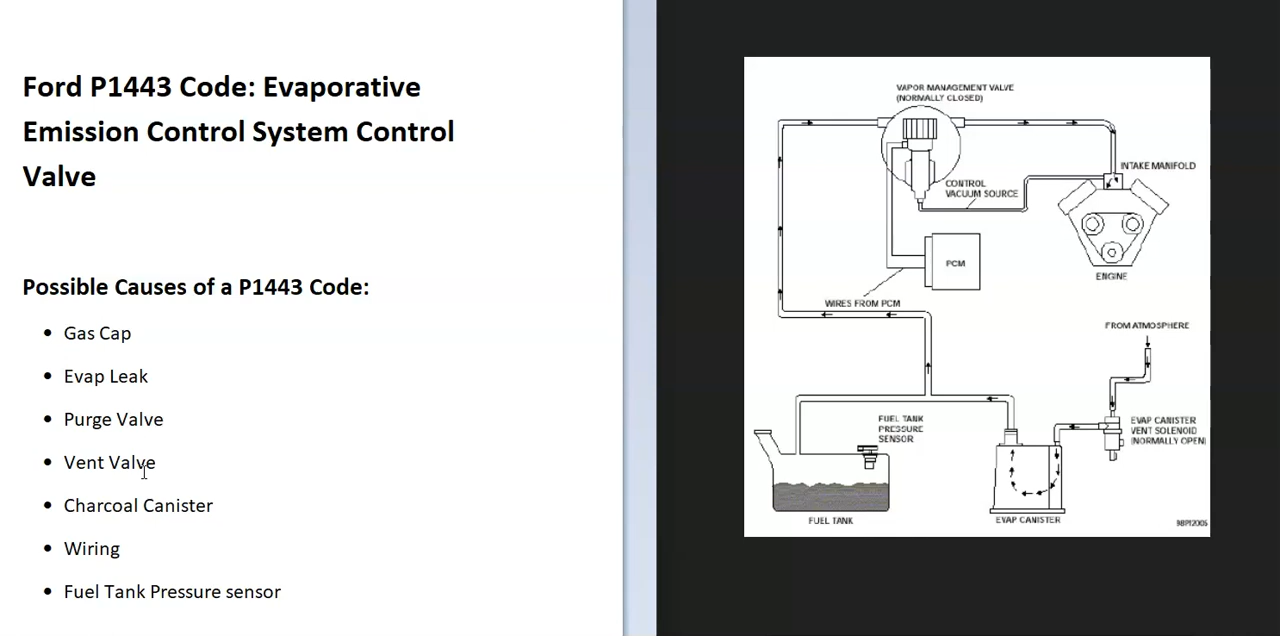 Ford P1443 Code: Evaporative
Emission Control System Control
Valve
Possible Causes of a P1443 Code:
• Gas Cap
• Evap Leak
• Purge Valve
• Vent Valve
• Charcoal Canister
• Wiring
• Fuel Tank Pressure sensor
VAPOR MANAGEMENT VALVE
(NORMALLY CLOSED)
INTAKE MANIFOLD
CONTROL
VACUUM SOURCE
PCM
ENGINE
WIRES FROM PCM
FROM ATMOSPHERE
FUEL TANK
PRESSURE
SENSOR
EVAP CANISTER
VENT SOLENOID
(NORMALLY OPEN)
FUEL TANK
EVAP CANISTER